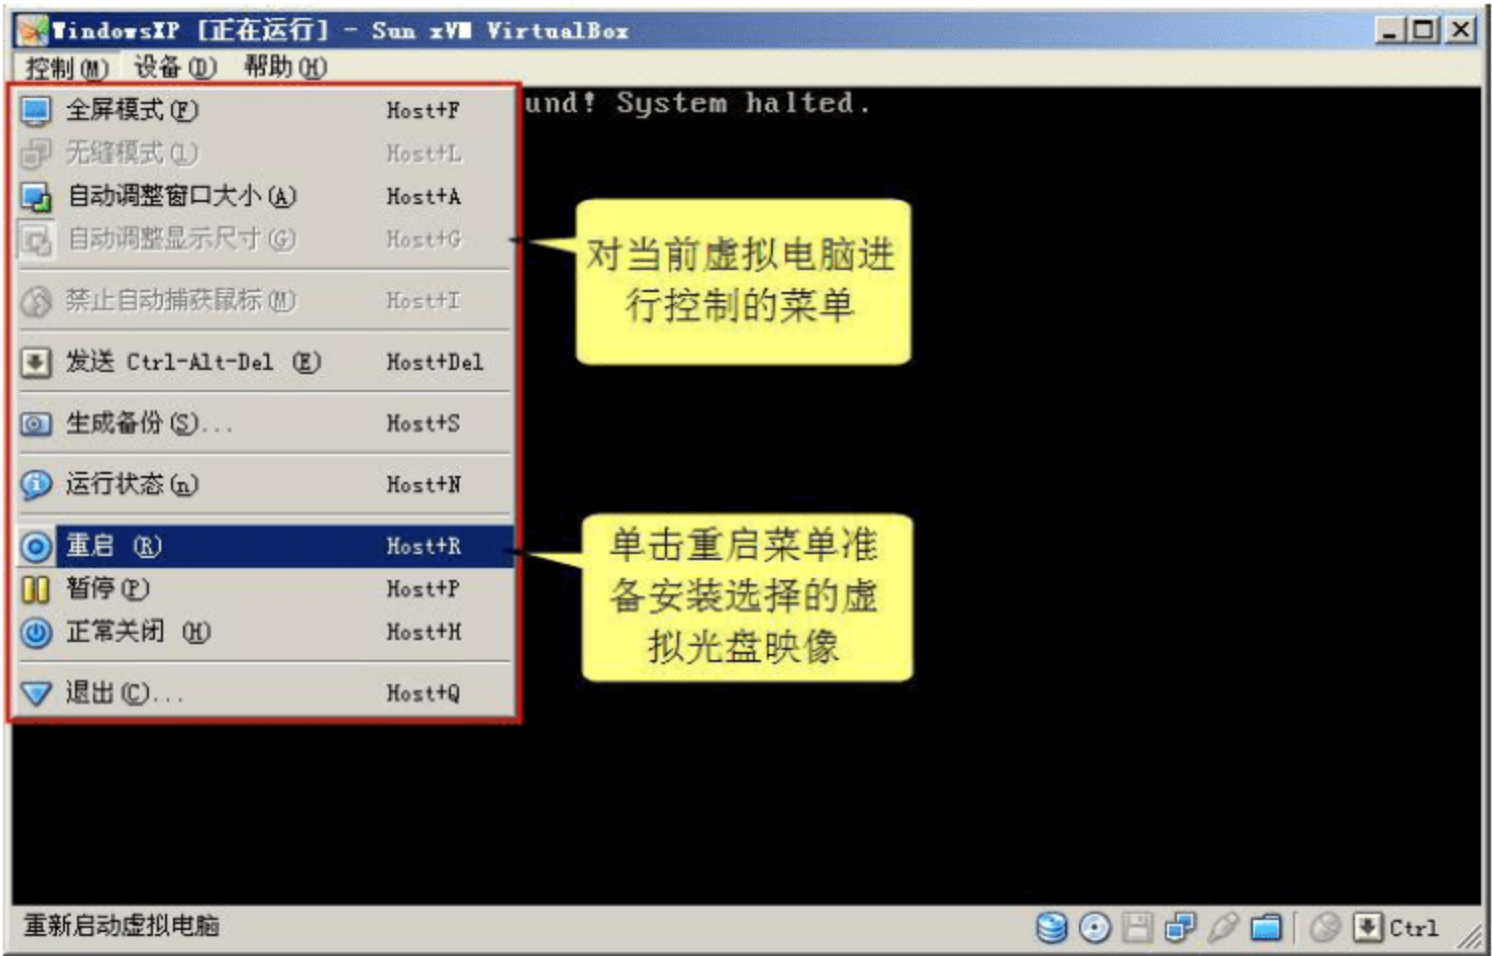 WindowsXP [正在运行] - Sun xVM VirtualBox
控制(M) 设备(D) 帮助(H)
und! System halted.
全屏模式(F) Host+F
无缝模式(L) Host+L
自动调整窗口大小(A) Host+A
自动调整显示尺寸(G) Host+G
禁止自动捕获鼠标(M) Host+I
发送 Ctrl-Alt-Del (E) Host+Del
生成备份(S)... Host+S
运行状态(n) Host+N
重启 (R) Host+R
暂停(P) Host+P
正常关闭 (H) Host+H
退出(C)... Host+Q
对当前虚拟电脑进
行控制的菜单
单击重启菜单准
备安装选择的虚
拟光盘映像
重新启动虚拟电脑
Ctrl